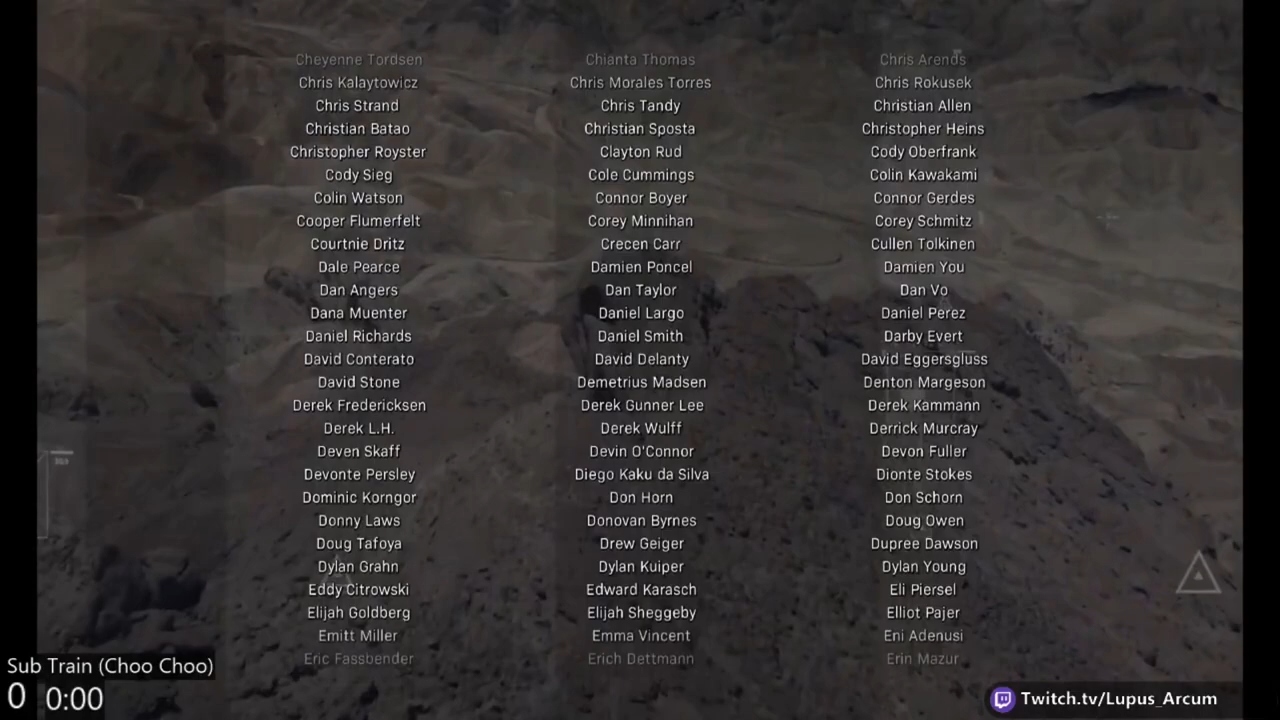 Cheyenne Tordsen Chianta Thomas Chris Arends
Chris Kalaytowicz Chris Morales Torres Chris Rokusek
Chris Strand Chris Tandy Christian Allen
Christian Batao Christian Sposta Christopher Heins
Christopher Royster Clayton Rud Cody Oberfrank
Cody Sieg Cole Cummings Colin Kawakami
Colin Watson Connor Boyer Connor Gerdes
Cooper Flumerfelt Corey Minnihan Corey Schmitz
Courtnie Dritz Crecen Carr Cullen Tolkinen
Dale Pearce Damien Poncel Damien You
Dan Angers Dan Taylor Dan Vo
Dana Muenter Daniel Largo Daniel Perez
Daniel Richards Daniel Smith Darby Evert
David Conterato David Delanty David Eggersgluss
David Stone Demetrius Madsen Denton Margeson
Derek Fredericksen Derek Gunner Lee Derek Kammann
Derek L.H. Derek Wulff Derrick Murcray
Deven Skaff Devin O'Connor Devon Fuller
Devonte Persley Diego Kaku da Silva Dionte Stokes
Dominic Korngor Don Horn Don Schorn
Donny Laws Donovan Byrnes Doug Owen
Doug Tafoya Drew Geiger Dupree Dawson
Dylan Grahn Dylan Kuiper Dylan Young
Eddy Citrowski Edward Karasch Eli Piersel
Elijah Goldberg Elijah Sheggeby Elliot Pajer
Emitt Miller Emma Vincent Eni Adenusi
Eric Fassbender Erich Dettmann Erin Mazur
Sub Train (Choo Choo)
0 0:00
Twitch.tv/Lupus_Arcum